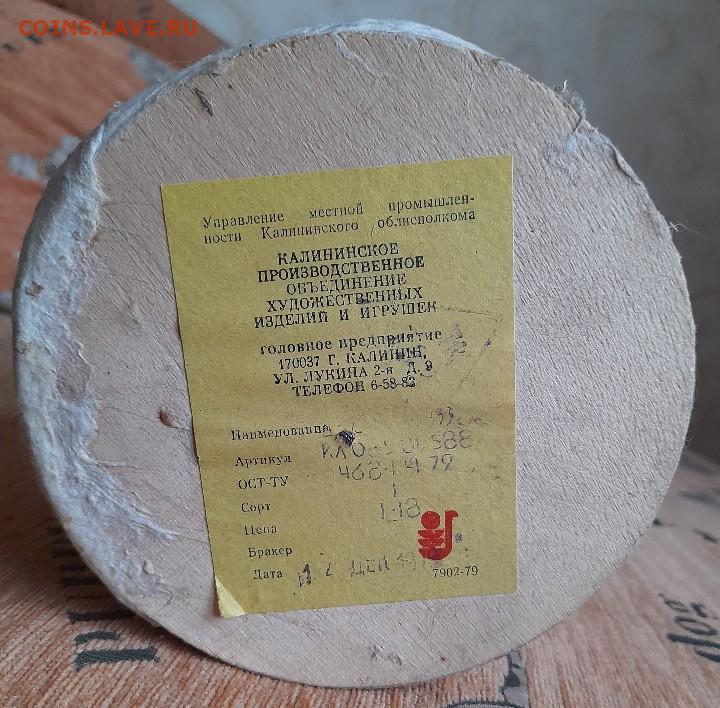 COINS.LAVE.RU
Управление местной промышлен-
ности Калининского облисполкома
КАЛИНИНСКОЕ
ПРОИЗВОДСТВЕННОЕ
ОБЪЕДИНЕНИЕ
ХУДОЖЕСТВЕННЫХ
ИЗДЕЛИЙ И ИГРУШЕК
головное предприятие
170037 Г. КАЛИНИН,
УЛ. ЛУКИНА 2-я Д. 9
ТЕЛЕФОН 6-58-82
Наименование
Артикул
ОСТ-ТУ
Сорт 1
Цена 1-18
Бракер
Дата
7902-79